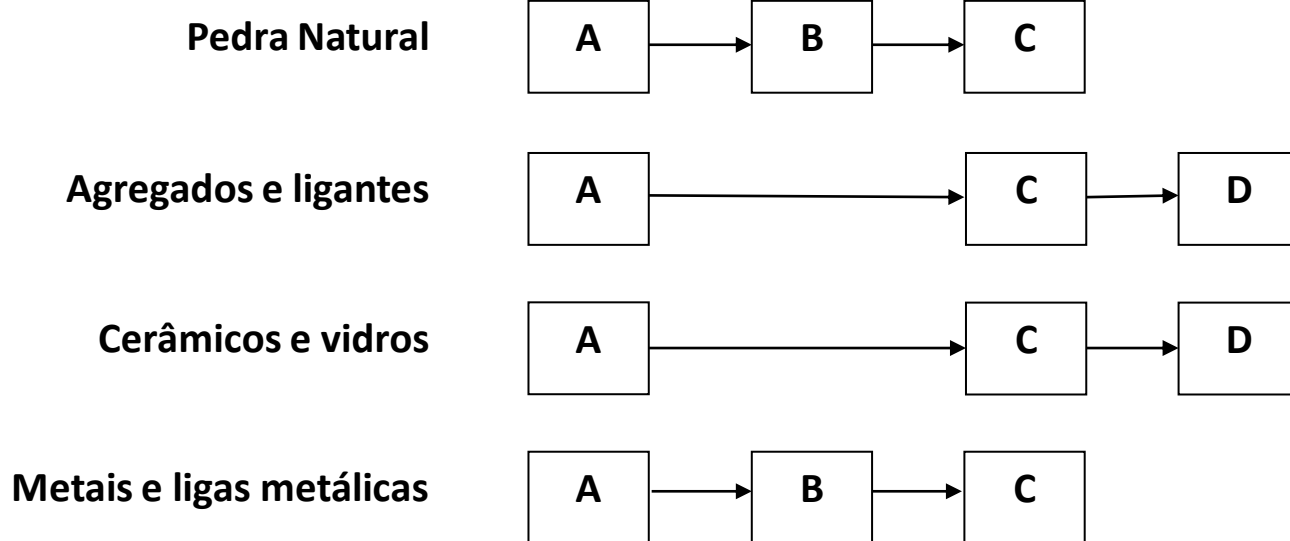 Pedra Natural A B C
Agregados e ligantes A C D
Cerâmicos e vidros A C D
Metais e ligas metálicas A B C